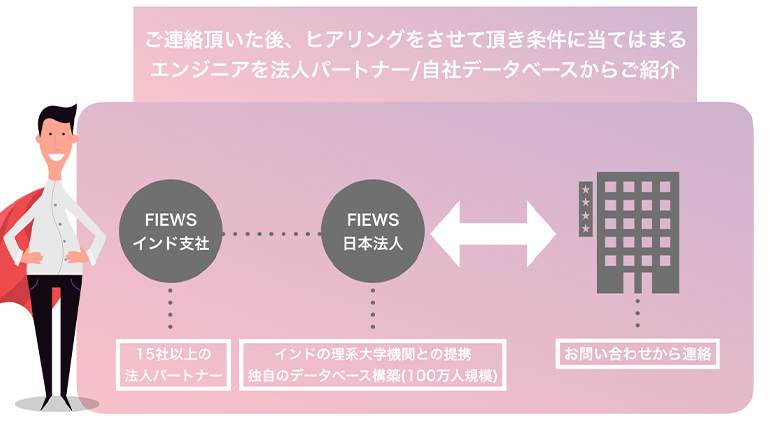 ご連絡頂いた後、ヒアリングをさせて頂き条件に当てはまる
エンジニアを法人パートナー/自社データベースからご紹介
FIEWS
インド支社
FIEWS
日本法人
15社以上の
法人パートナー
インドの理系大学機関との提携
独自のデータベース構築(100万人規模)
お問い合わせから連絡